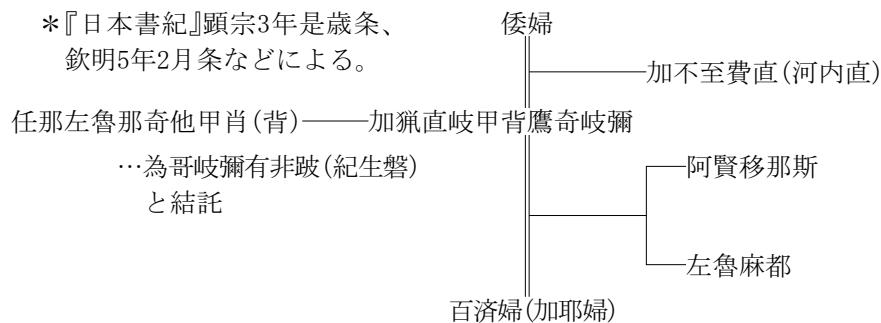 ＊『日本書紀』顕宗3年是歳条、
欽明5年2月条などによる。
倭婦
加不至費直(河内直)
任那左魯那奇他甲肖(背)
加猟直岐甲背鷹奇岐彌
…為哥岐彌有非跛(紀生磐)
と結託
阿賢移那斯
左魯麻都
百済婦(加耶婦)